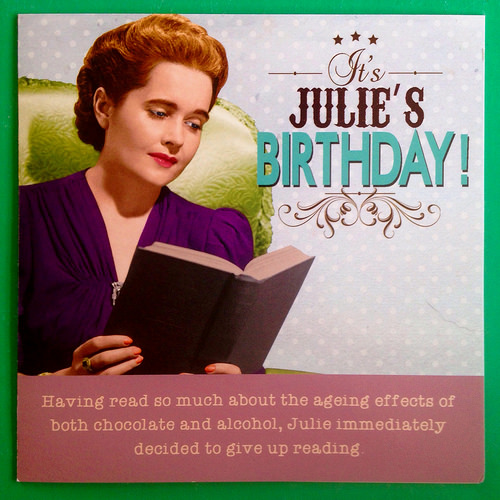 It's
JULIE'S
BIRTHDAY!
Having read so much about the ageing effects of
both chocolate and alcohol, Julie immediately
decided to give up reading.